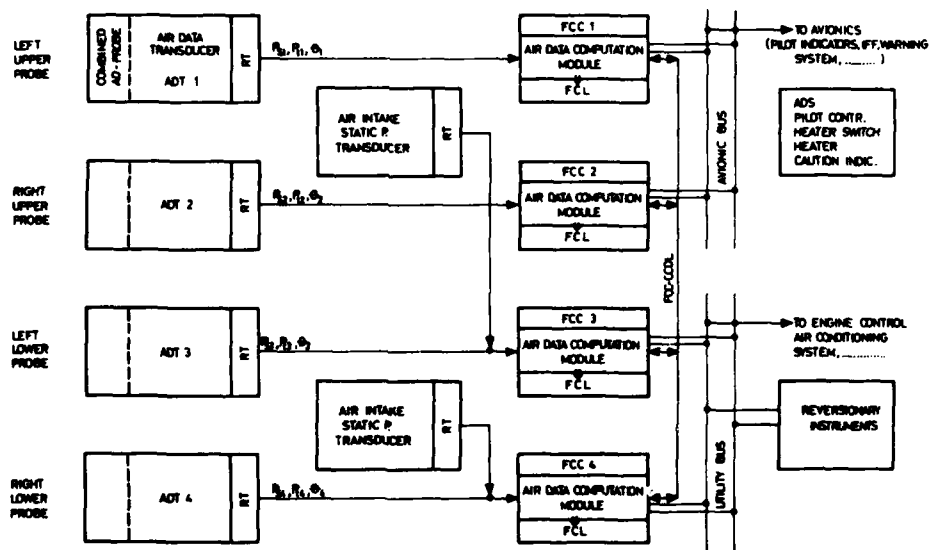 LEFT
UPPER
PROBE
COMBINED
AD-PROBE
AIR DATA
TRANSDUCER
ADT 1
RT
FCC 1
AIR DATA COMPUTATION
MODULE
FCL
TO AVIONICS
(PILOT INDICATORS, IFF, WARNING
SYSTEM, ........)
AIR INTAKE
STATIC P.
TRANSDUCER
RT
ADS
PILOT CONTR.
HEATER SWITCH
HEATER
CAUTION INDIC.
AVIONIC BUS
RIGHT
UPPER
PROBE
ADT 2
RT
FCC 2
AIR DATA COMPUTATION
MODULE
FCL
FCC-CCDL
LEFT
LOWER
PROBE
ADT 3
RT
FCC 3
AIR DATA COMPUTATION
MODULE
FCL
TO ENGINE CONTROL
AIR CONDITIONING
SYSTEM, ............
AIR INTAKE
STATIC P.
TRANSDUCER
RT
REVERSIONARY
INSTRUMENTS
UTILITY BUS
RIGHT
LOWER
PROBE
ADT 4
RT
FCC 4
AIR DATA COMPUTATION
MODULE
FCL